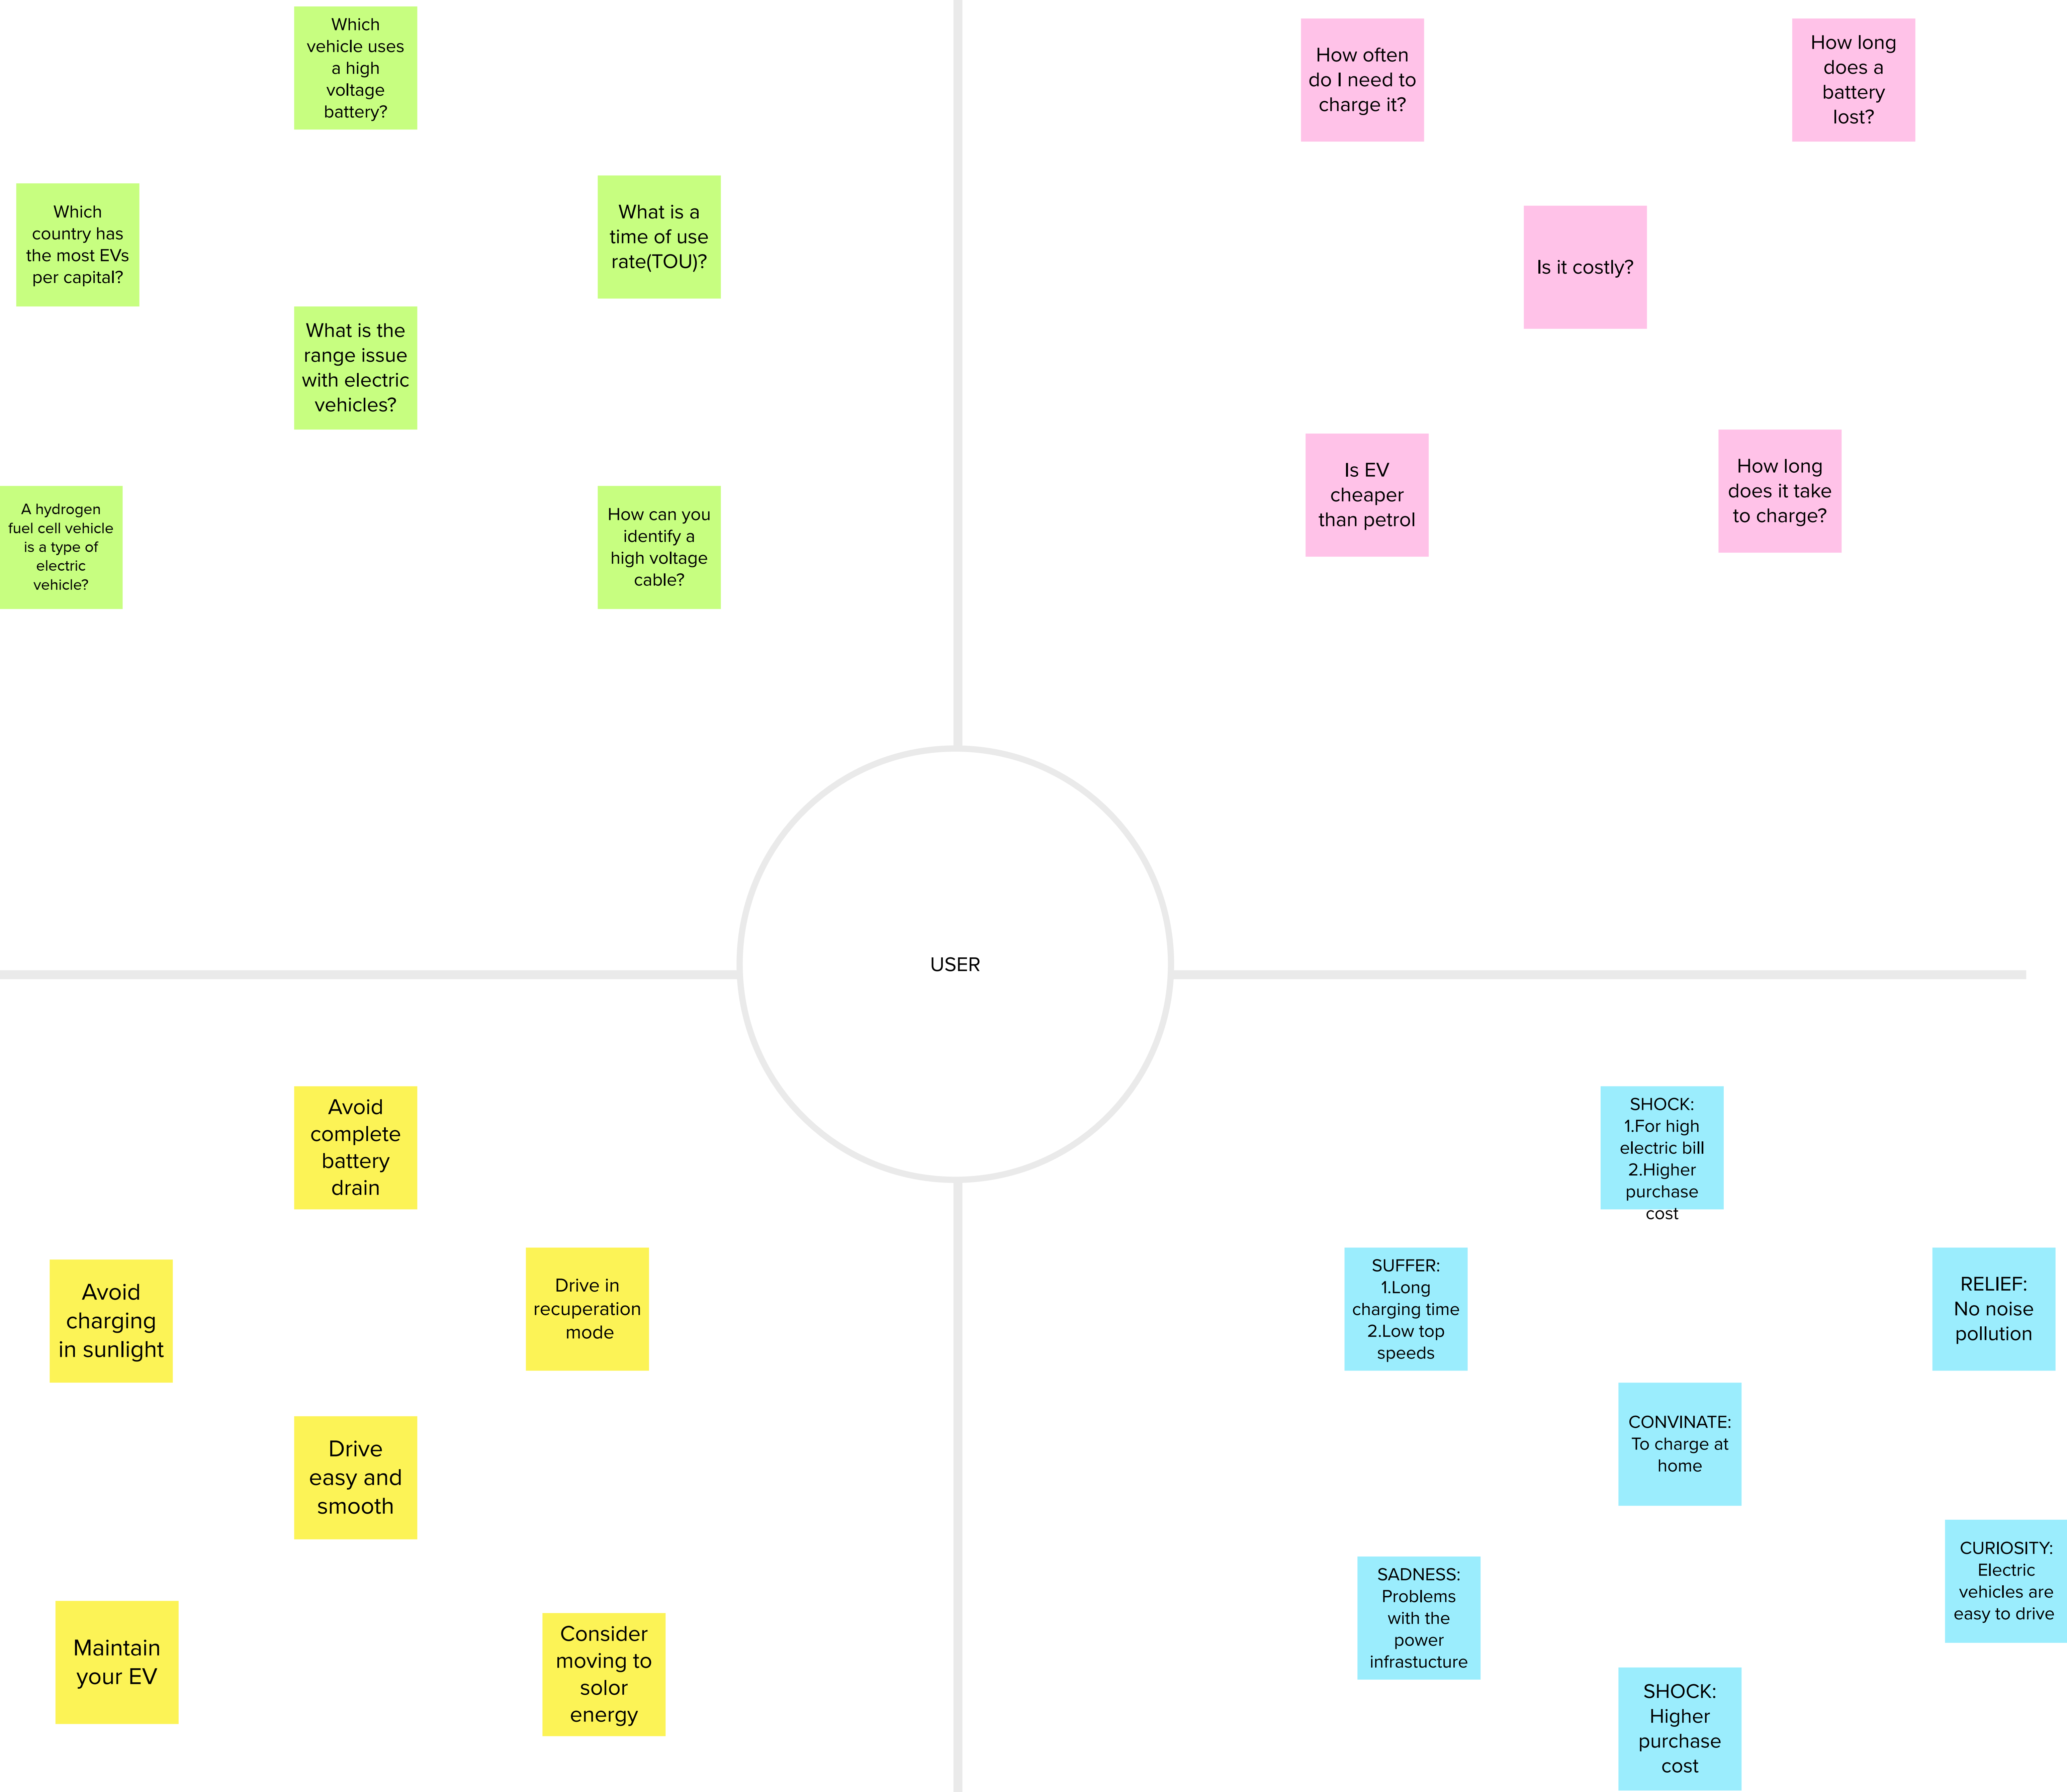 Which
vehicle uses
a high
voltage
battery?
Which
country has
the most EVs
per capital?
What is a
time of use
rate(TOU)?
What is the
range issue
with electric
vehicles?
A hydrogen
fuel cell vehicle
is a type of
electric
vehicle?
How can you
identify a
high voltage
cable?
How often
do I need to
charge it?
How long
does a
battery
lost?
Is it costly?
Is EV
cheaper
than petrol
How long
does it take
to charge?
USER
Avoid
complete
battery
drain
Avoid
charging
in sunlight
Drive in
recuperation
mode
Drive
easy and
smooth
Maintain
your EV
Consider
moving to
solor
energy
SHOCK:
1.For high
electric bill
2.Higher
purchase
cost
SUFFER:
1.Long
charging time
2.Low top
speeds
RELIEF:
No noise
pollution
CONVINATE:
To charge at
home
CURIOSITY:
Electric
vehicles are
easy to drive
SADNESS:
Problems
with the
power
infrastucture
SHOCK:
Higher
purchase
cost